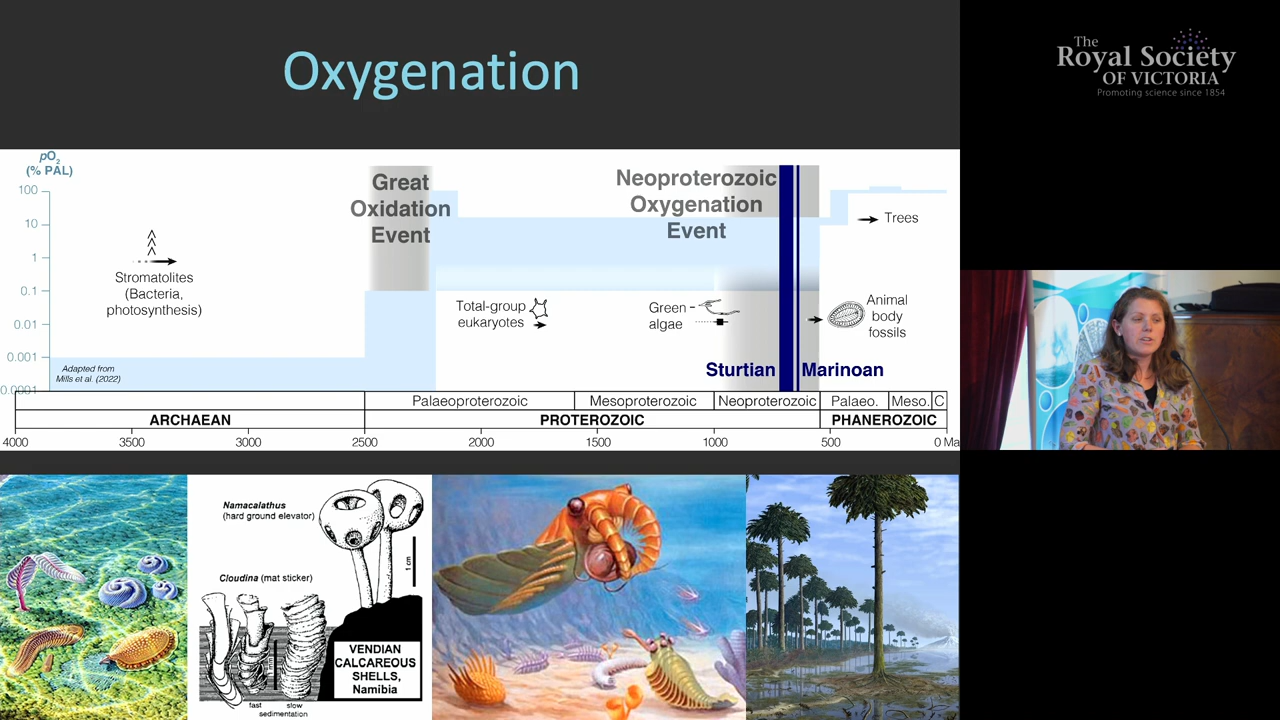 Oxygenation
The
Royal Society
OF VICTORIA
Promoting science since 1854
pO2
(% PAL)
100
10
1
0.1
0.01
0.001
0.0001
Great
Oxidation
Event
Neoproterozoic
Oxygenation
Event
Trees
Stromatolites
(Bacteria,
photosynthesis)
Total-group
eukaryotes
Green
algae
Animal
body
fossils
Adapted from
Mills et al. (2022)
Sturtian
Marinoan
Palaeoproterozoic
Mesoproterozoic
Neoproterozoic
Palaeo.
Meso.
C
ARCHAEAN
PROTEROZOIC
PHANEROZOIC
4000
3500
3000
2500
2000
1500
1000
500
0 Ma
Namacalathus
(hard ground elevator)
1 cm
Cloudina (mat sticker)
VENDIAN
CALCAREOUS
SHELLS,
Namibia
fast
slow
sedimentation